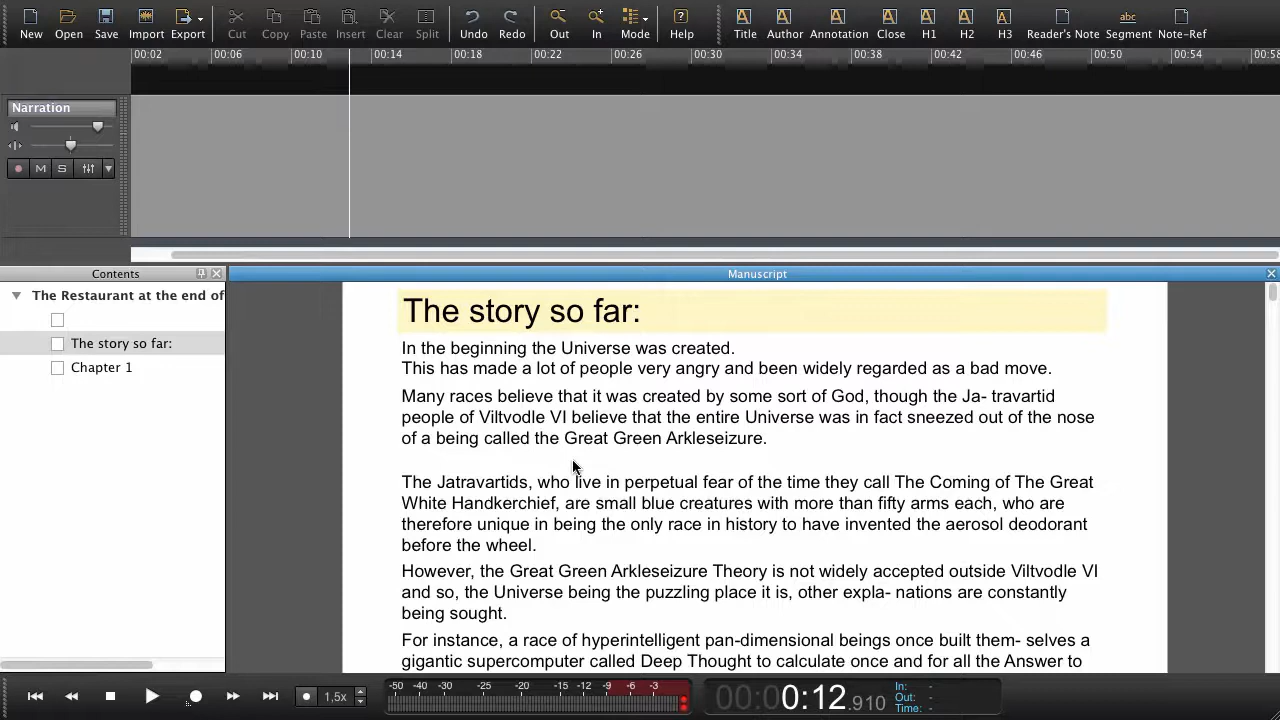 New Open Save Import Export Cut Copy Paste Insert Clear Split Undo Redo Out In Mode Help Title Author Annotation Close H1 H2 H3 Reader's Note Segment Note-Ref
00:02 00:06 00:10 00:14 00:18 00:22 00:26 00:30 00:34 00:38 00:42 00:46 00:50 00:54 00:58
Narration
M S
Contents
Manuscript
The Restaurant at the end of
The story so far:
Chapter 1
The story so far:
In the beginning the Universe was created.
This has made a lot of people very angry and been widely regarded as a bad move.
Many races believe that it was created by some sort of God, though the Ja- travartid
people of Viltvodle VI believe that the entire Universe was in fact sneezed out of the nose
of a being called the Great Green Arkleseizure.
The Jatravartids, who live in perpetual fear of the time they call The Coming of The Great
White Handkerchief, are small blue creatures with more than fifty arms each, who are
therefore unique in being the only race in history to have invented the aerosol deodorant
before the wheel.
However, the Great Green Arkleseizure Theory is not widely accepted outside Viltvodle VI
and so, the Universe being the puzzling place it is, other expla- nations are constantly
being sought.
For instance, a race of hyperintelligent pan-dimensional beings once built them- selves a
gigantic supercomputer called Deep Thought to calculate once and for all the Answer to
1,5x
-50 -40 -30 -25 -20 -15 -12 -9 -6 -3
00:00:12.910
In: -
Out: -
Time: -